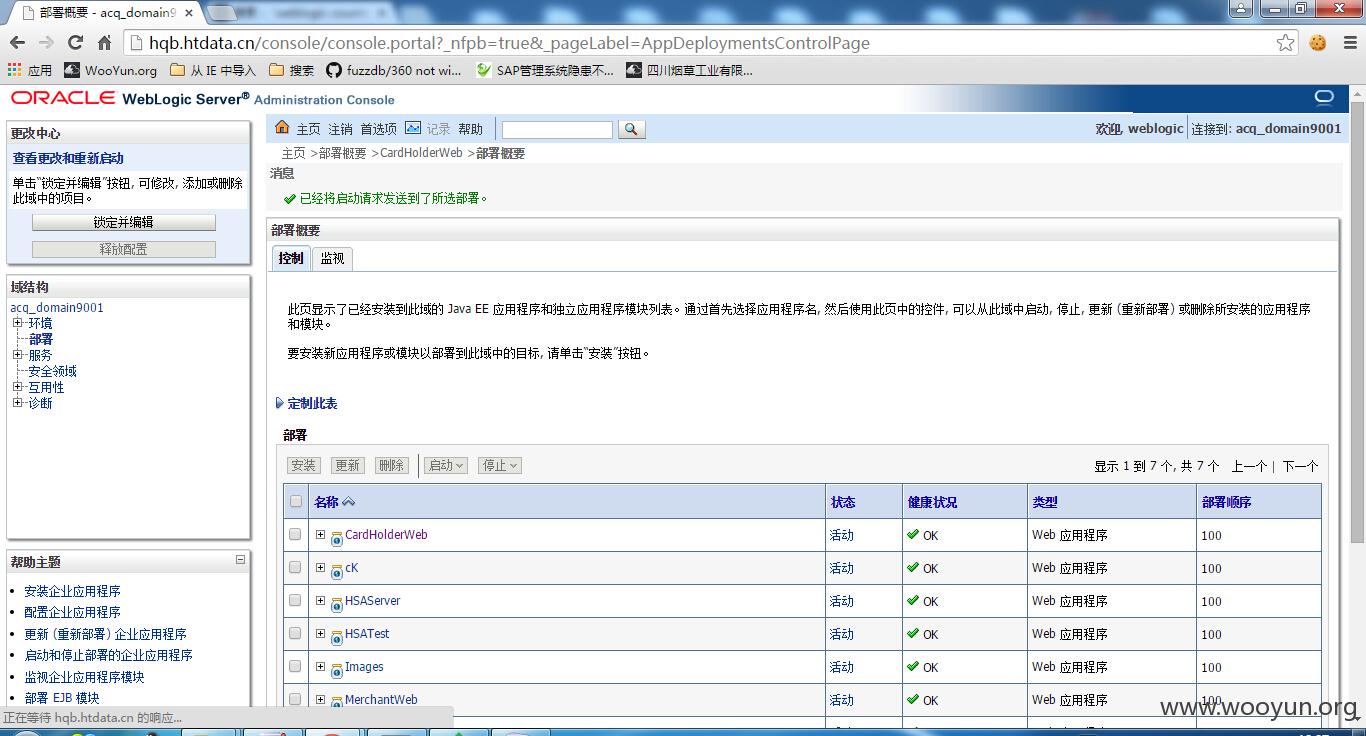 部署概要 - acq_domain9
hqb.htdata.cn/console/console.portal?_nfpb=true&_pageLabel=AppDeploymentsControlPage
应用 WooYun.org 从 IE 中导入 搜索 fuzzdb/360 not wi... SAP管理系统隐患不... 四川烟草工业有限...
ORACLE WebLogic Server® Administration Console
更改中心
查看更改和重新启动
单击“锁定并编辑”按钮, 可修改, 添加或删除
此域中的项目。
锁定并编辑
释放配置
域结构
acq_domain9001
环境
部署
服务
安全领域
互用性
诊断
帮助主题
安装企业应用程序
配置企业应用程序
更新 (重新部署) 企业应用程序
启动和停止部署的企业应用程序
监视企业应用程序模块
部署 EJB 模块
正在等待 hqb.htdata.cn 的响应...
主页 注销 首选项 记录 帮助
欢迎, weblogic 连接到: acq_domain9001
主页 >部署概要 >CardHolderWeb >部署概要
消息
已经将启动请求发送到了所选部署。
部署概要
控制 监视
此页显示了已经安装到此域的 Java EE 应用程序和独立应用程序模块列表。通过首先选择应用程序名, 然后使用此页中的控件, 可以从此域中启动, 停止, 更新 (重新部署) 或删除所安装的应用程序
和模块。
要安装新应用程序或模块以部署到此域中的目标, 请单击“安装”按钮。
定制此表
部署
安装 更新 删除 启动 停止 显示 1 到 7 个, 共 7 个 上一个 | 下一个
名称 状态 健康状况 类型 部署顺序
CardHolderWeb 活动 OK Web 应用程序 100
cK 活动 OK Web 应用程序 100
HSAServer 活动 OK Web 应用程序 100
HSATest 活动 OK Web 应用程序 100
Images 活动 OK Web 应用程序 100
MerchantWeb 活动 OK Web 应用程序 100
www.wooyun.org